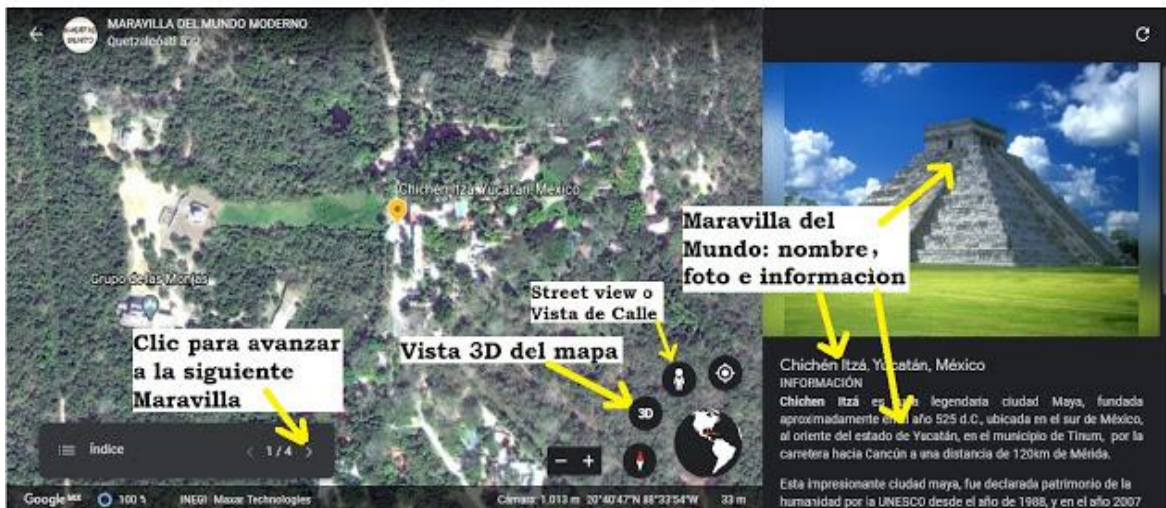 MARAVILLA DEL MUNDO MODERNO
Quetzalcóatl 522
Chichén Itzá, Yucatán, México
Grupo de las Monjas
Clic para avanzar
a la siguiente
Maravilla
Street view o
Vista de Calle
Vista 3D del mapa
3D
Índice
1 / 4
Google MX
100 %
INEGI Maxar Technologies
Cámara: 1,013 m 20°40'47"N 88°33'54"W
33 m
Maravilla del
Mundo: nombre,
foto e informacion
Chichén Itzá, Yucatán, México
INFORMACIÓN
Chichen Itzá es legendaria ciudad Maya, fundada
aproximadamente en el año 525 d.C., ubicada en el sur de México,
al oriente del estado de Yucatán, en el municipio de Tinum, por la
carretera hacia Cancún a una distancia de 120km de Mérida.
Esta impresionante ciudad maya, fue declarada patrimonio de la
humanidad por la UNESCO desde el año de 1988, y en el año 2007